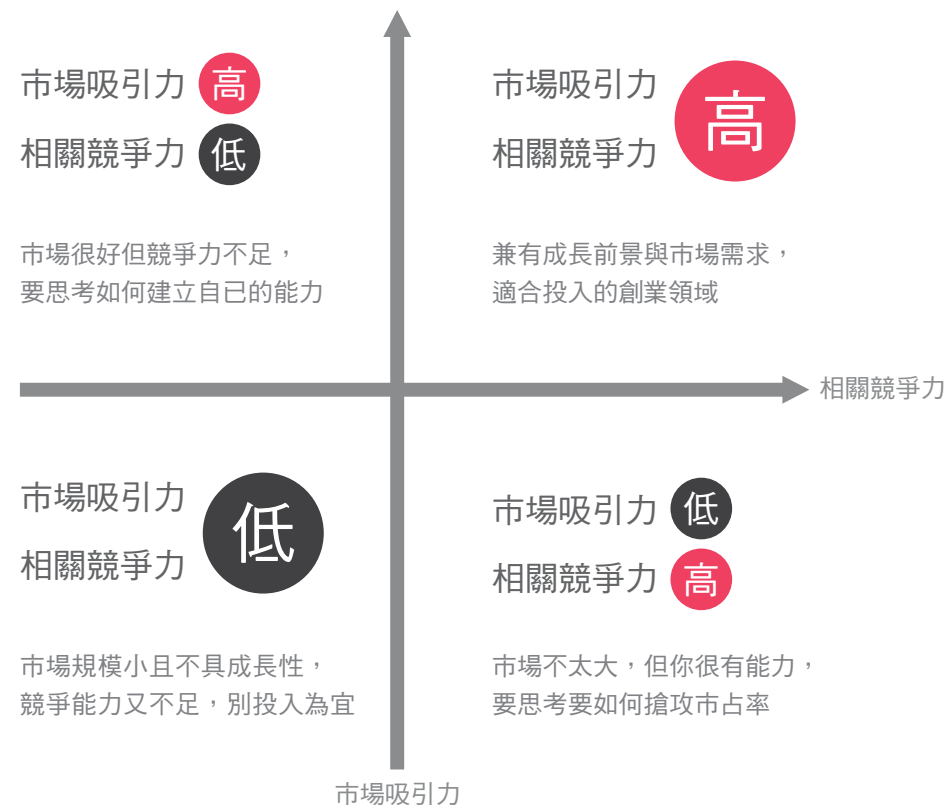 市場吸引力 高
相關競爭力 低
市場很好但競爭力不足，
要思考如何建立自已的能力
市場吸引力
相關競爭力
高
兼有成長前景與市場需求，
適合投入的創業領域
相關競爭力
市場吸引力
相關競爭力
低
市場規模小且不具成長性，
競爭能力又不足，別投入為宜
市場吸引力 低
相關競爭力 高
市場不太大，但你很有能力，
要思考要如何搶攻市占率
市場吸引力